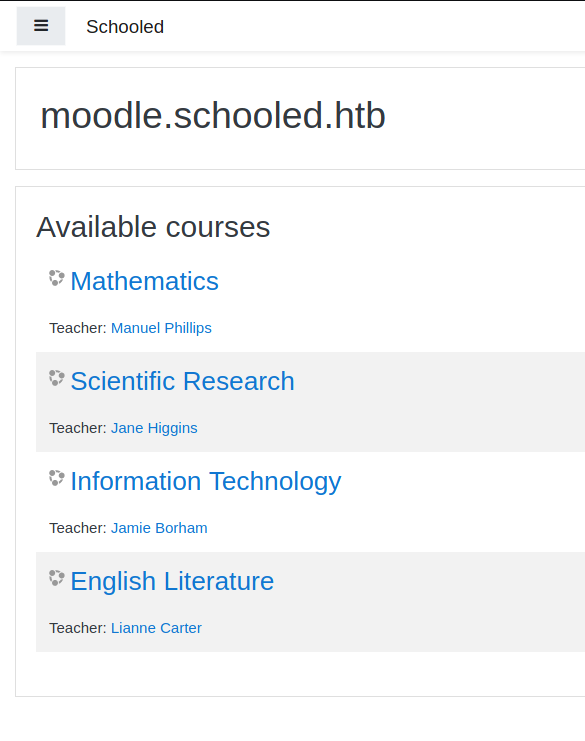 Schooled
moodle.schooled.htb
Available courses
Mathematics
Teacher: Manuel Phillips
Scientific Research
Teacher: Jane Higgins
Information Technology
Teacher: Jamie Borham
English Literature
Teacher: Lianne Carter